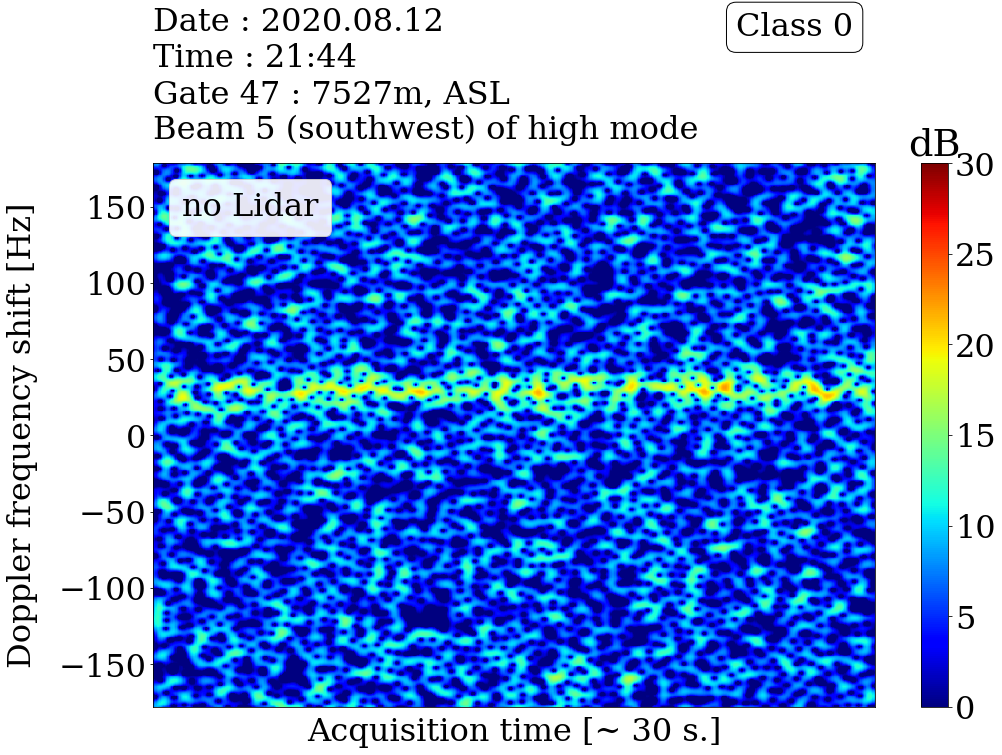 Date : 2020.08.12
Time : 21:44
Gate 47 : 7527m, ASL
Beam 5 (southwest) of high mode
Class 0
dB
no Lidar
Doppler frequency shift [Hz]
150
100
50
0
−50
−100
−150
30
25
20
15
10
5
0
Acquisition time [~ 30 s.]